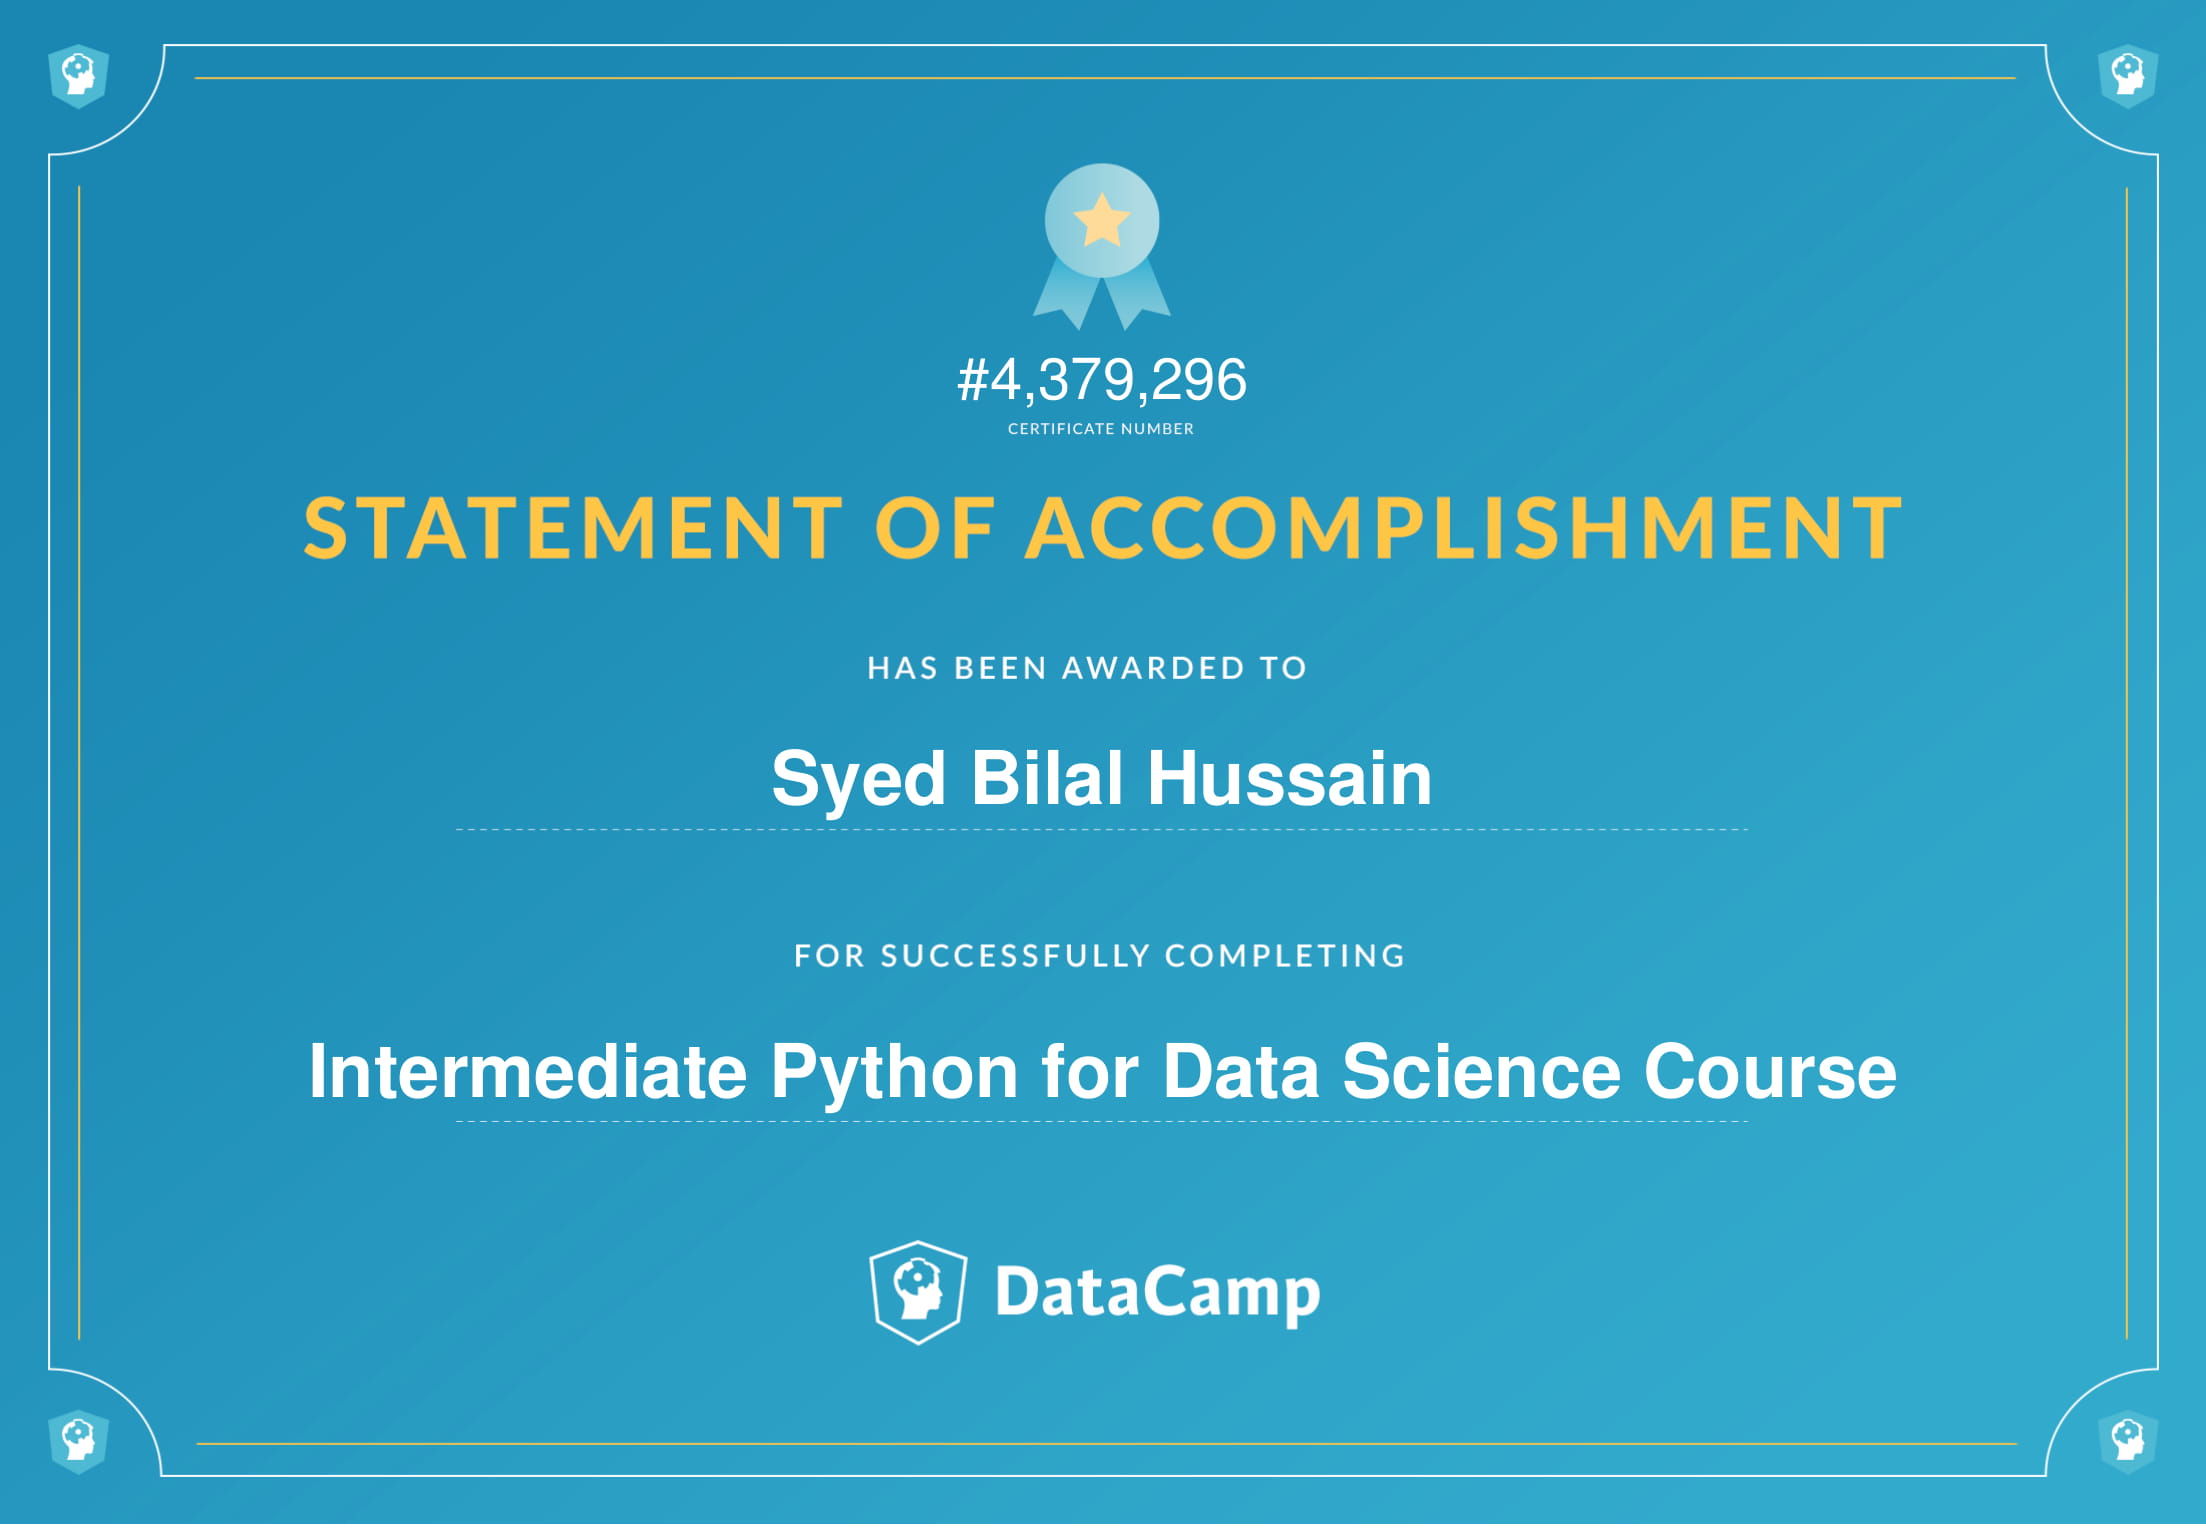 #4,379,296
CERTIFICATE NUMBER
STATEMENT OF ACCOMPLISHMENT
HAS BEEN AWARDED TO
Syed Bilal Hussain
FOR SUCCESSFULLY COMPLETING
Intermediate Python for Data Science Course
DataCamp